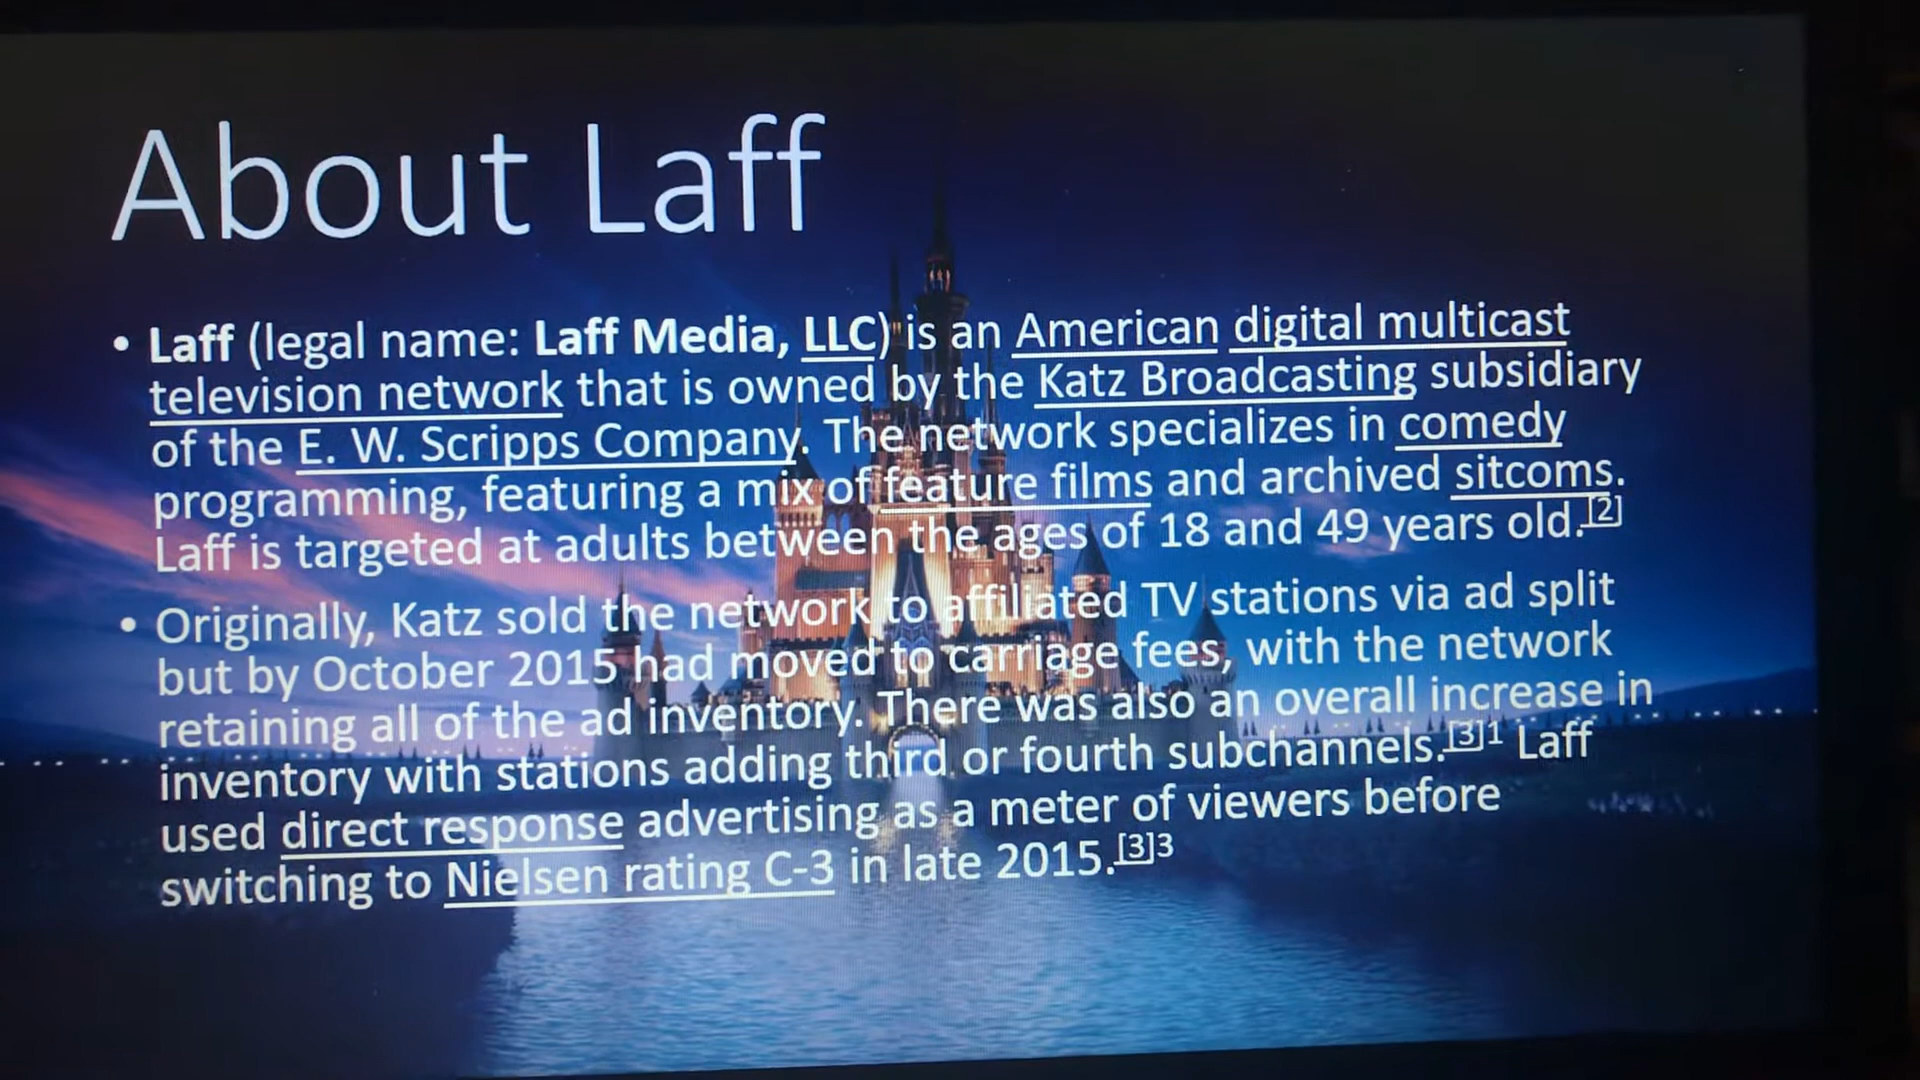 About Laff
• Laff (legal name: Laff Media, LLC) is an American digital multicast
television network that is owned by the Katz Broadcasting subsidiary
of the E. W. Scripps Company. The network specializes in comedy
programming, featuring a mix of feature films and archived sitcoms.
Laff is targeted at adults between the ages of 18 and 49 years old.[2]
• Originally, Katz sold the network to affiliated TV stations via ad split
but by October 2015 had moved to carriage fees, with the network
retaining all of the ad inventory. There was also an overall increase in
inventory with stations adding third or fourth subchannels.[3]1 Laff
used direct response advertising as a meter of viewers before
switching to Nielsen rating C-3 in late 2015.[3]3